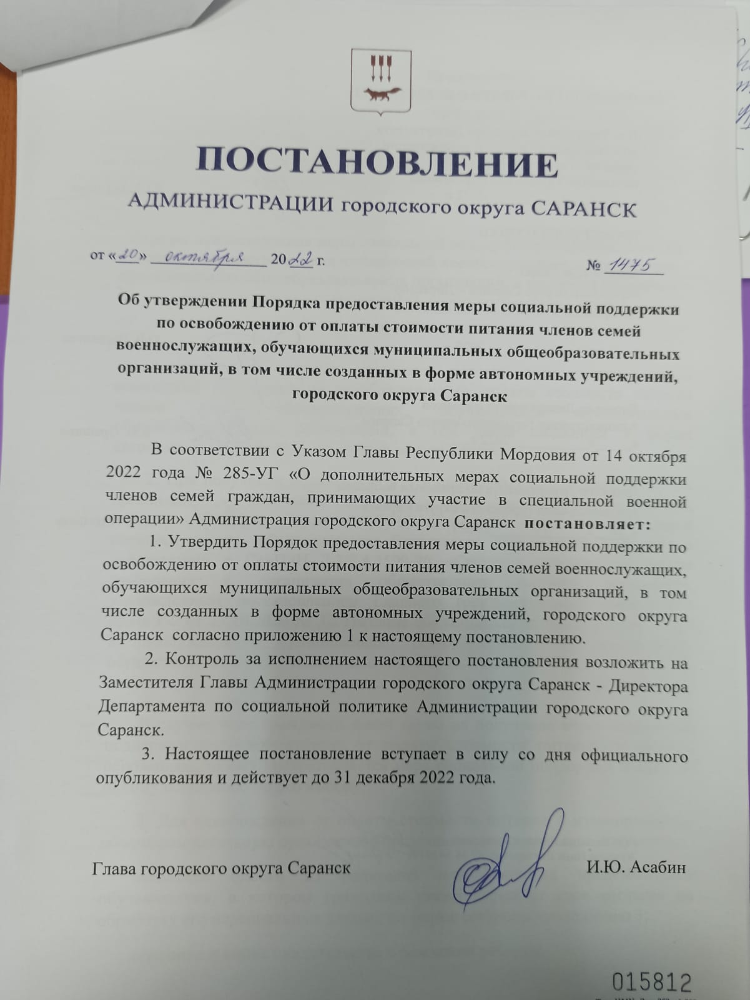 ПОСТАНОВЛЕНИЕ
АДМИНИСТРАЦИИ городского округа САРАНСК
от «20» октября 2022 г.
№ 1475
Об утверждении Порядка предоставления меры социальной поддержки
по освобождению от оплаты стоимости питания членов семей
военнослужащих, обучающихся муниципальных общеобразовательных
организаций, в том числе созданных в форме автономных учреждений,
городского округа Саранск
В соответствии с Указом Главы Республики Мордовия от 14 октября
2022 года № 285-УГ «О дополнительных мерах социальной поддержки
членов семей граждан, принимающих участие в специальной военной
операции» Администрация городского округа Саранск постановляет:
1. Утвердить Порядок предоставления меры социальной поддержки по
освобождению от оплаты стоимости питания членов семей военнослужащих,
обучающихся муниципальных общеобразовательных организаций, в том
числе созданных в форме автономных учреждений, городского округа
Саранск согласно приложению 1 к настоящему постановлению.
2. Контроль за исполнением настоящего постановления возложить на
Заместителя Главы Администрации городского округа Саранск - Директора
Департамента по социальной политике Администрации городского округа
Саранск.
3. Настоящее постановление вступает в силу со дня официального
опубликования и действует до 31 декабря 2022 года.
Глава городского округа Саранск
И.Ю. Асабин
015812